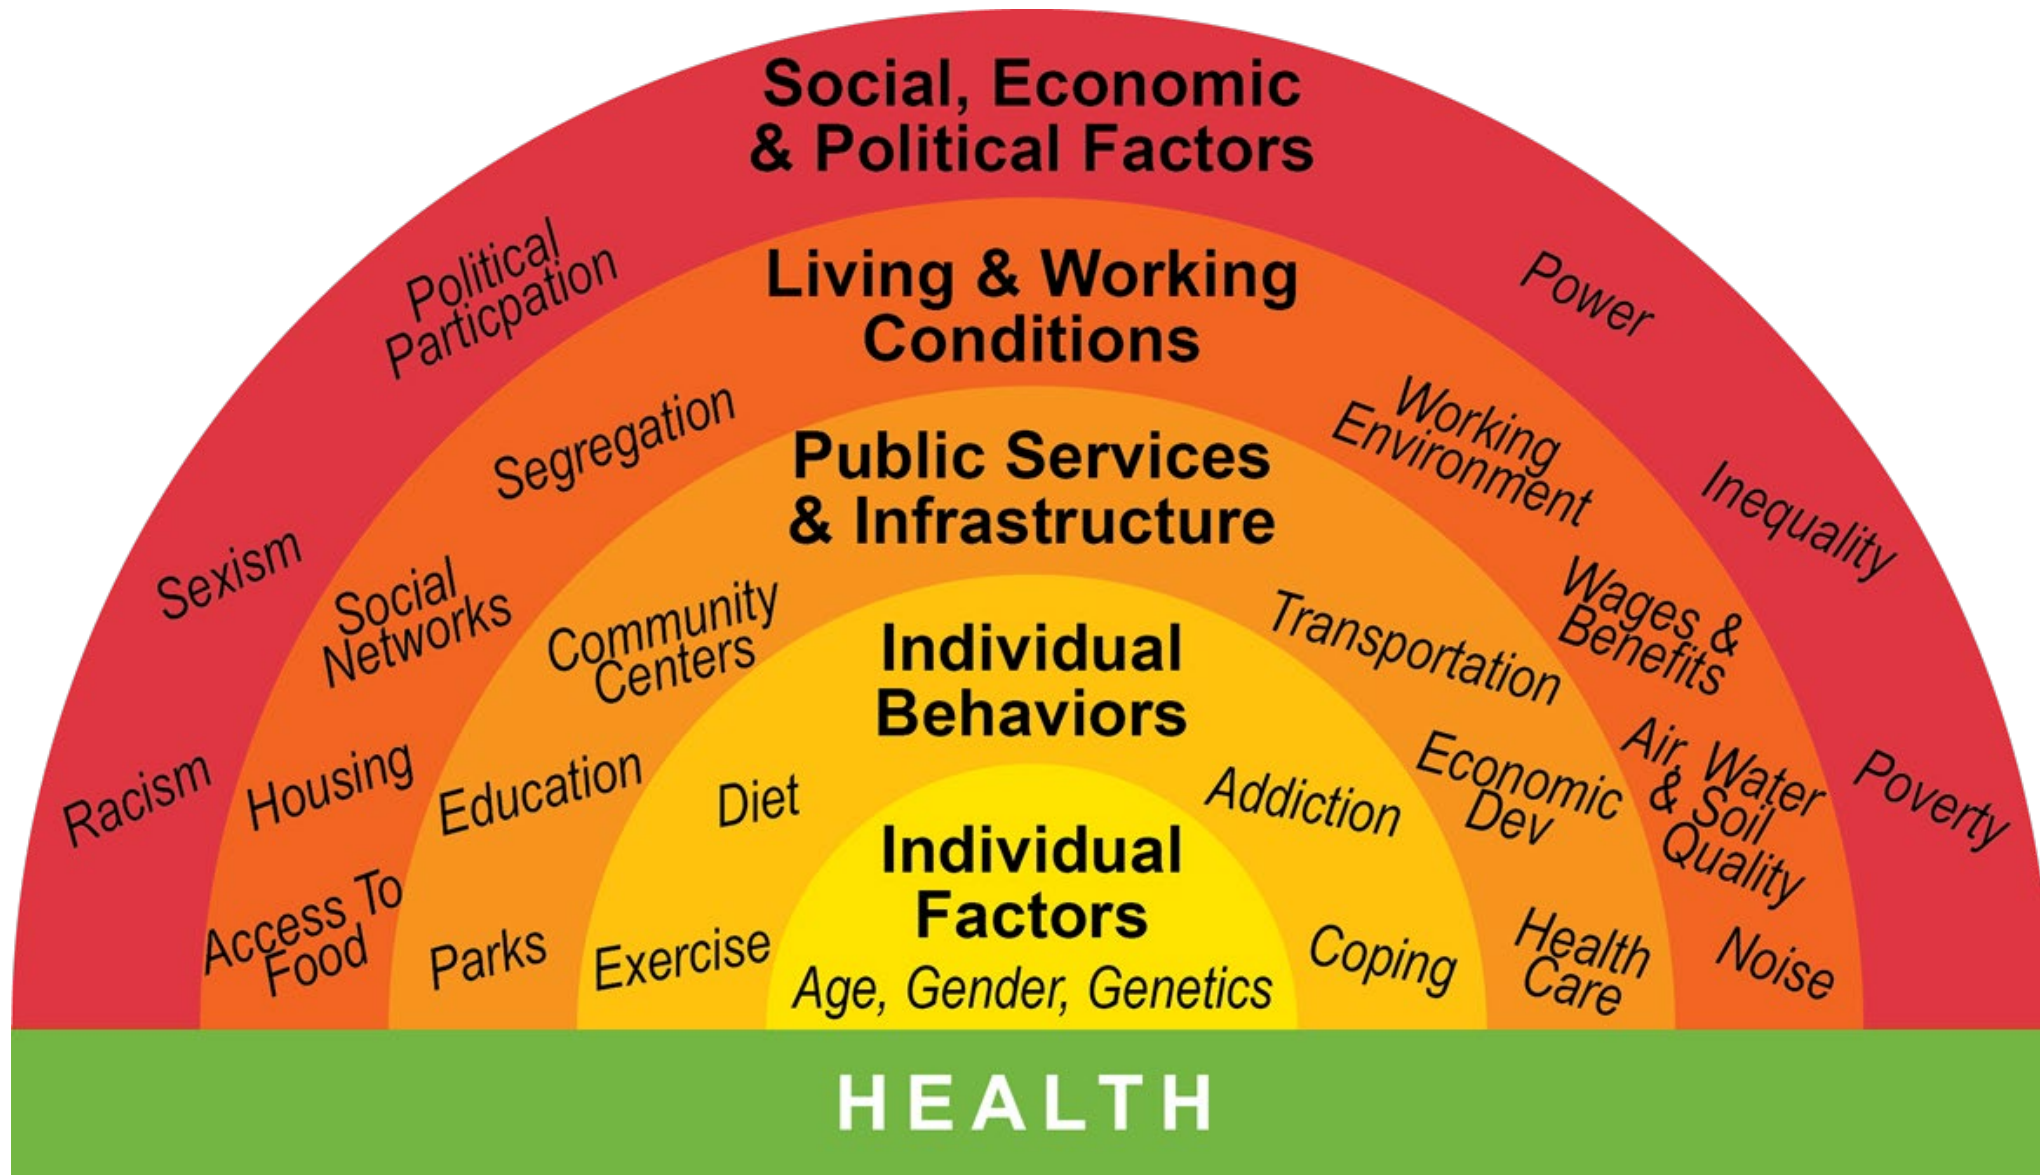 Social, Economic
& Political Factors
Political
Particpation
Power
Sexism
Inequality
Racism
Poverty
Living & Working
Conditions
Segregation
Working
Environment
Social
Networks
Wages &
Benefits
Housing
Air, Water
& Soil
Quality
Access To
Food
Noise
Public Services
& Infrastructure
Community
Centers
Transportation
Education
Economic
Dev
Parks
Health
Care
Individual
Behaviors
Diet
Addiction
Exercise
Coping
Individual
Factors
Age, Gender, Genetics
HEALTH